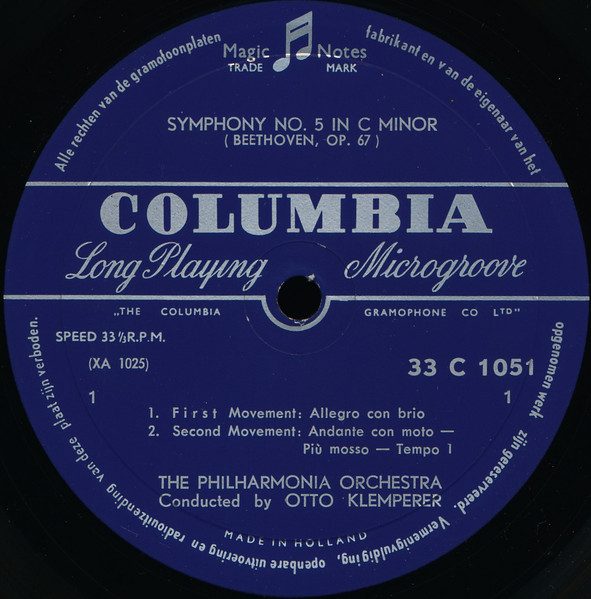 Alle rechten van de gramofoonplaten fabrikant en van de eigenaar van het opgenomen werk zijn gereserveerd. Vermenigvuldiging, openbare uitvoering en radiouitzending van deze plaat zijn verboden.
Magic Notes
TRADE MARK
SYMPHONY NO. 5 IN C MINOR
( BEETHOVEN, OP. 67 )
COLUMBIA
Long Playing Microgroove
„THE COLUMBIA GRAMOPHONE CO LTD"
SPEED 33 1/3 R.P.M.
(XA 1025)
33 C 1051
1 1
1. First Movement: Allegro con brio
2. Second Movement: Andante con moto —
Più mosso — Tempo 1
THE PHILHARMONIA ORCHESTRA
Conducted by OTTO KLEMPERER
MADE IN HOLLAND